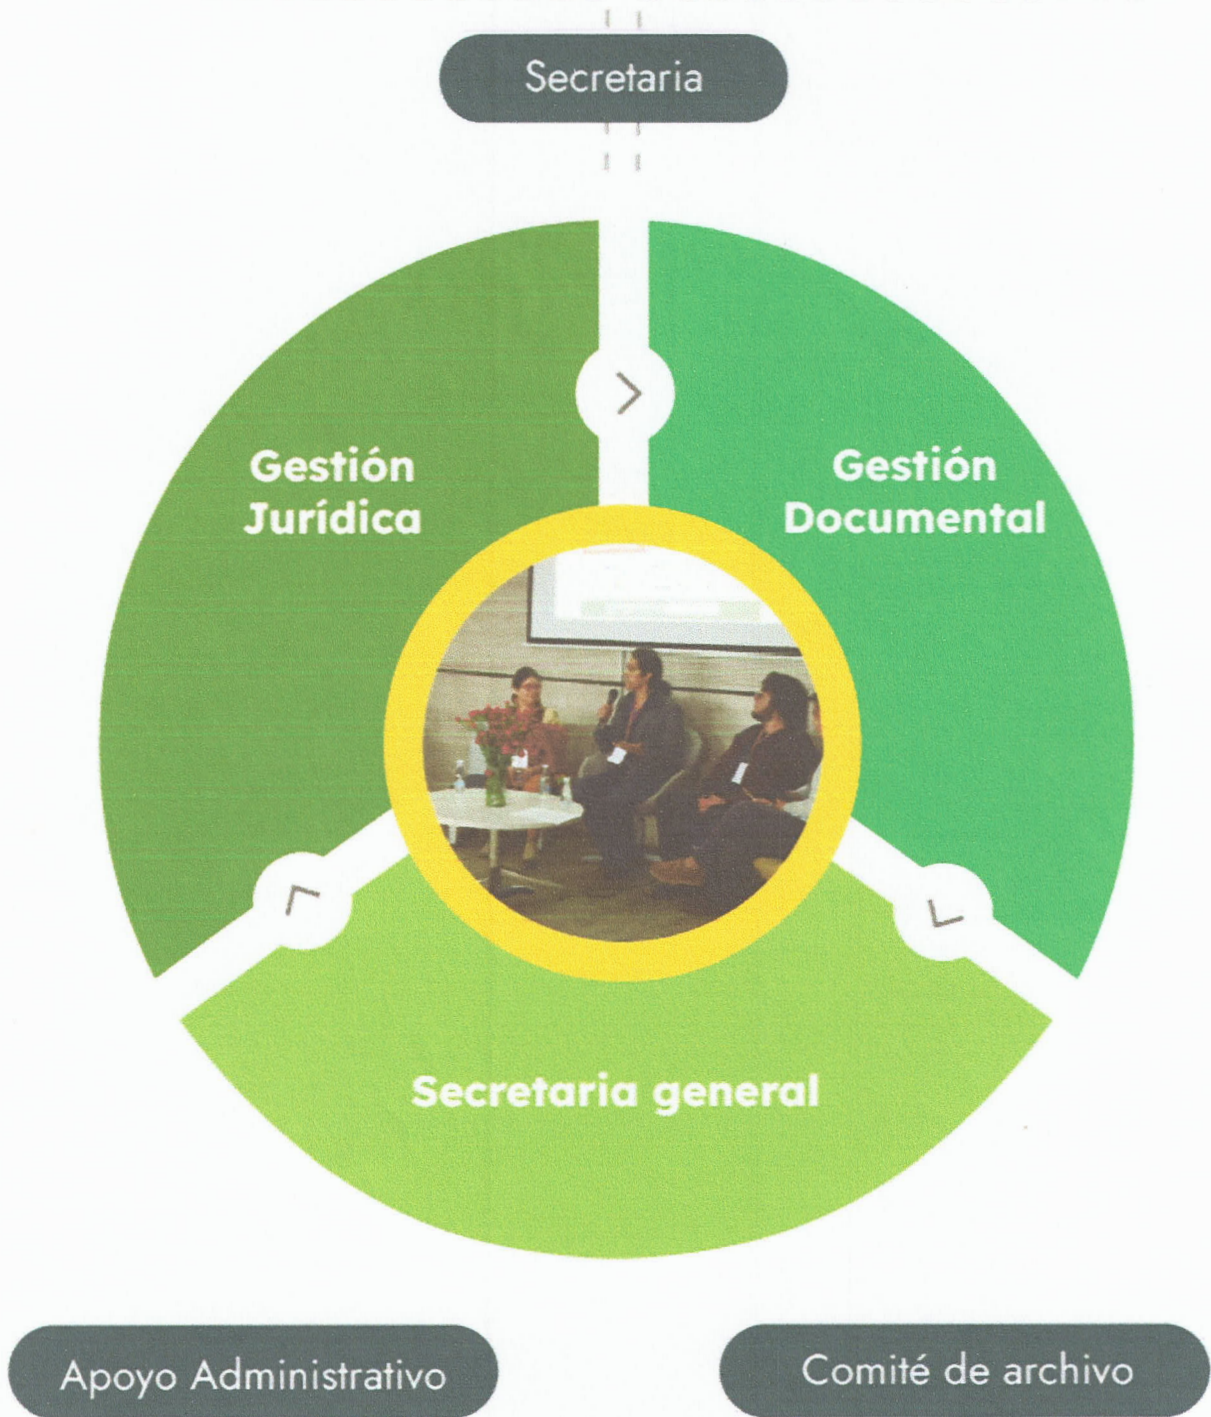 Secretaria
Gestión
Jurídica
Gestión
Documental
Secretaria general
Apoyo Administrativo
Comité de archivo